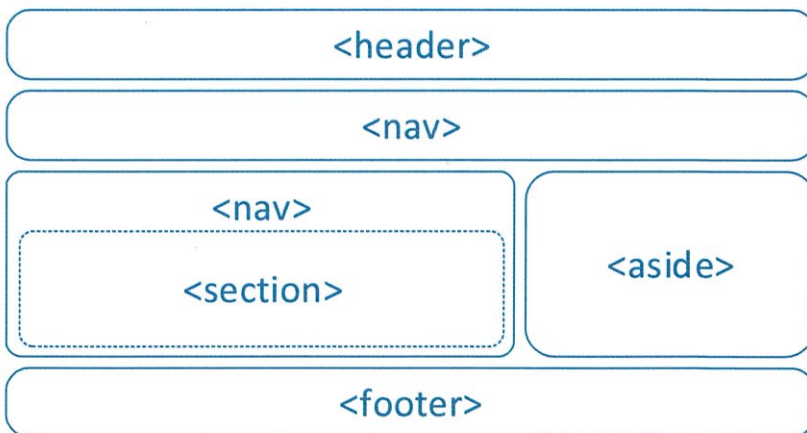 <header>
<nav>
<nav>
<section>
<aside>
<footer>